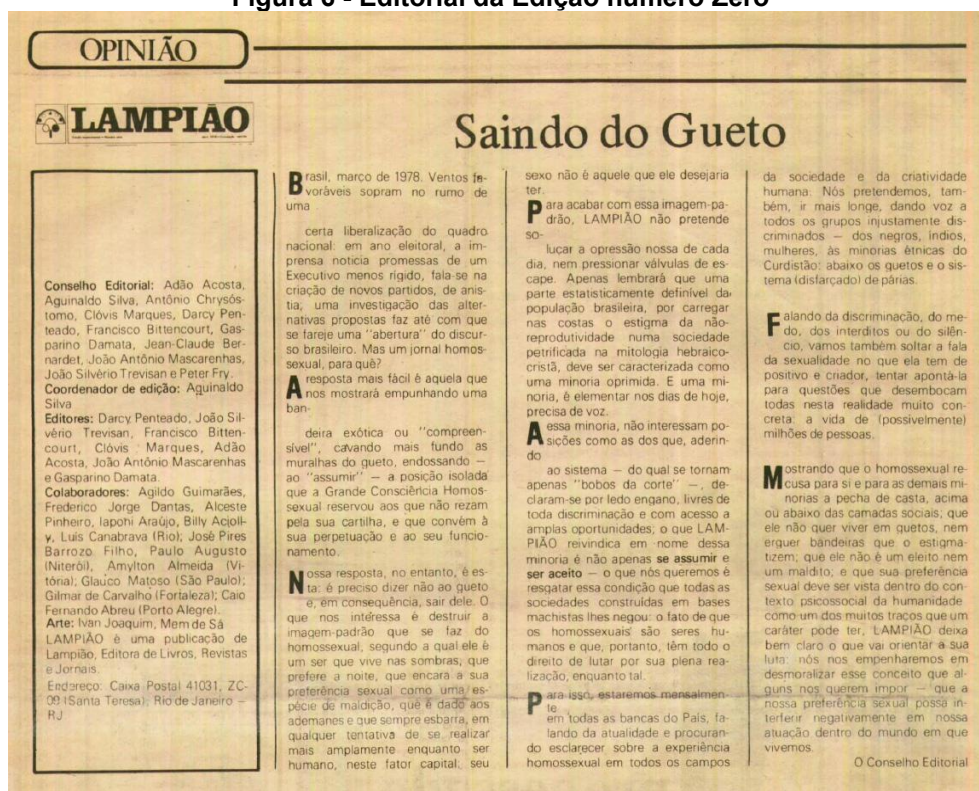 Figura 6 - Editorial da Edição número Zero
OPINIÃO
LAMPIÃO
Saindo do Gueto
Conselho Editorial: Adão Acosta,
Aguinaldo Silva, Antônio Chrysós-
tomo, Clóvis Marques, Darcy Pen-
teado, Francisco Bittencourt, Gas-
parino Damata, Jean-Claude Ber-
nardet, João Antônio Mascarenhas,
João Silvério Trevisan e Peter Fry.
Coordenador de edição: Aguinaldo
Silva
Editores: Darcy Penteado, João Sil-
vério Trevisan, Francisco Bitten-
court, Clóvis Marques, Adão
Acosta, João Antônio Mascarenhas
e Gasparino Damata.
Colaboradores: Agildo Guimarães,
Frederico Jorge Dantas, Alceste
Pinheiro, Iaponi Araújo, Billy Aciol-
ly, Luis Canabrava (Rio); José Pires
Barrozo Filho, Paulo Augusto
(Niterói), Amylton Almeida (Vi-
tória); Glauco Matoso (São Paulo);
Gilmar de Carvalho (Fortaleza); Caio
Fernando Abreu (Porto Alegre).
Arte: Ivan Joaquim, Mem de Sá
LAMPIÃO é uma publicação de
Lampião, Editora de Livros, Revistas
e Jornais.
Endereço: Caixa Postal 41031, ZC-
09 (Santa Teresa), Rio de Janeiro –
RJ
Brasil, março de 1978. Ventos fa-
voráveis sopram no rumo de
uma
certa liberalização do quadro
nacional: em ano eleitoral, a im-
prensa noticia promessas de um
Executivo menos rígido, fala-se na
criação de novos partidos, de anis-
tia; uma investigação das alter-
nativas propostas faz até com que
se fareje uma "abertura" do discur-
so brasileiro. Mas um jornal homos-
sexual, para quê?
A resposta mais fácil é aquela que
nos mostrará empunhando uma
ban-
deira exótica ou "compreen-
sível", cavando mais fundo as
muralhas do gueto, endossando —
ao "assumir" — a posição isolada
que a Grande Consciência Homos-
sexual reservou aos que não rezam
pela sua cartilha, e que convém à
sua perpetuação e ao seu funcio-
namento.
Nossa resposta, no entanto, é es-
ta: é preciso dizer não ao gueto
e, em consequência, sair dele. O
que nos interessa é destruir a
imagem-padrão que se faz do
homossexual, segundo a qual ele é
um ser que vive nas sombras, que
prefere a noite, que encara a sua
preferência sexual como uma es-
pécie de maldição, que é dado aos
ademanes e que sempre esbarra, em
qualquer tentativa de se realizar
mais amplamente enquanto ser
humano, neste fator capital: seu
sexo não é aquele que ele desejaria
ter.
Para acabar com essa imagem-pa-
drão, LAMPIÃO não pretende
so-
luçar a opressão nossa de cada
dia, nem pressionar válvulas de es-
cape. Apenas lembrará que uma
parte estatisticamente definível da
população brasileira, por carregar
nas costas o estigma da não-
reprodutividade numa sociedade
petrificada na mitologia hebraico-
cristã, deve ser caracterizada como
uma minoria oprimida. E uma mi-
noria, é elementar nos dias de hoje,
precisa de voz.
A essa minoria, não interessam po-
sições como as dos que, aderin-
do
ao sistema — do qual se tornam
apenas "bobos da corte" —, de-
claram-se por ledo engano, livres de
toda discriminação e com acesso a
amplas oportunidades; o que LAM-
PIÃO reivindica em nome dessa
minoria é não apenas se assumir e
ser aceito — o que nós queremos é
resgatar essa condição que todas as
sociedades construídas em bases
machistas lhes negou: o fato de que
os homossexuais são seres hu-
manos e que, portanto, têm todo o
direito de lutar por sua plena rea-
lização, enquanto tal.
Para isso, estaremos mensalmen-
te
em todas as bancas do País, fa-
lando da atualidade e procuran-
do esclarecer sobre a experiência
homossexual em todos os campos
da sociedade e da criatividade
humana. Nós pretendemos, tam-
bém, ir mais longe, dando voz a
todos os grupos injustamente dis-
criminados — dos negros, índios,
mulheres, às minorias étnicas do
Curdistão: abaixo os guetos e o sis-
tema (disfarçado) de párias.
Falando da discriminação, do me-
do, dos interditos ou do silên-
cio, vamos também soltar a fala
da sexualidade no que ela tem de
positivo e criador, tentar apontá-la
para questões que desembocam
todas nesta realidade muito con-
creta: a vida de (possivelmente)
milhões de pessoas.
Mostrando que o homossexual re-
cusa para si e para as demais mi-
norias a pecha de casta, acima
ou abaixo das camadas sociais; que
ele não quer viver em guetos, nem
erguer bandeiras que o estigma-
tizem; que ele não é um eleito nem
um maldito; e que sua preferência
sexual deve ser vista dentro do con-
texto psicossocial da humanidade
como um dos muitos traços que um
caráter pode ter, LAMPIÃO deixa
bem claro o que vai orientar a sua
luta: nós nos empenharemos em
desmoralizar esse conceito que al-
guns nos querem impor — que a
nossa preferência sexual possa in-
terferir negativamente em nossa
atuação dentro do mundo em que
vivemos.
O Conselho Editorial